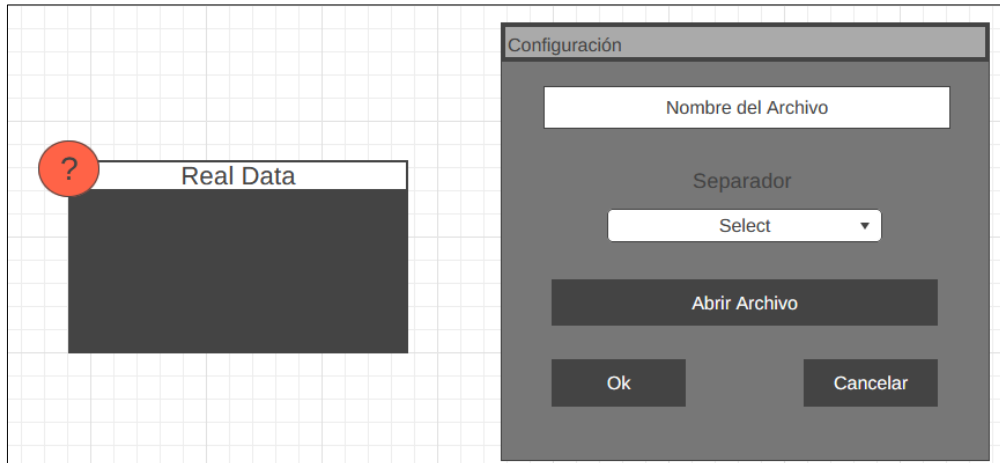 ?
Real Data
Configuración
Nombre del Archivo
Separador
Select
Abrir Archivo
Ok
Cancelar